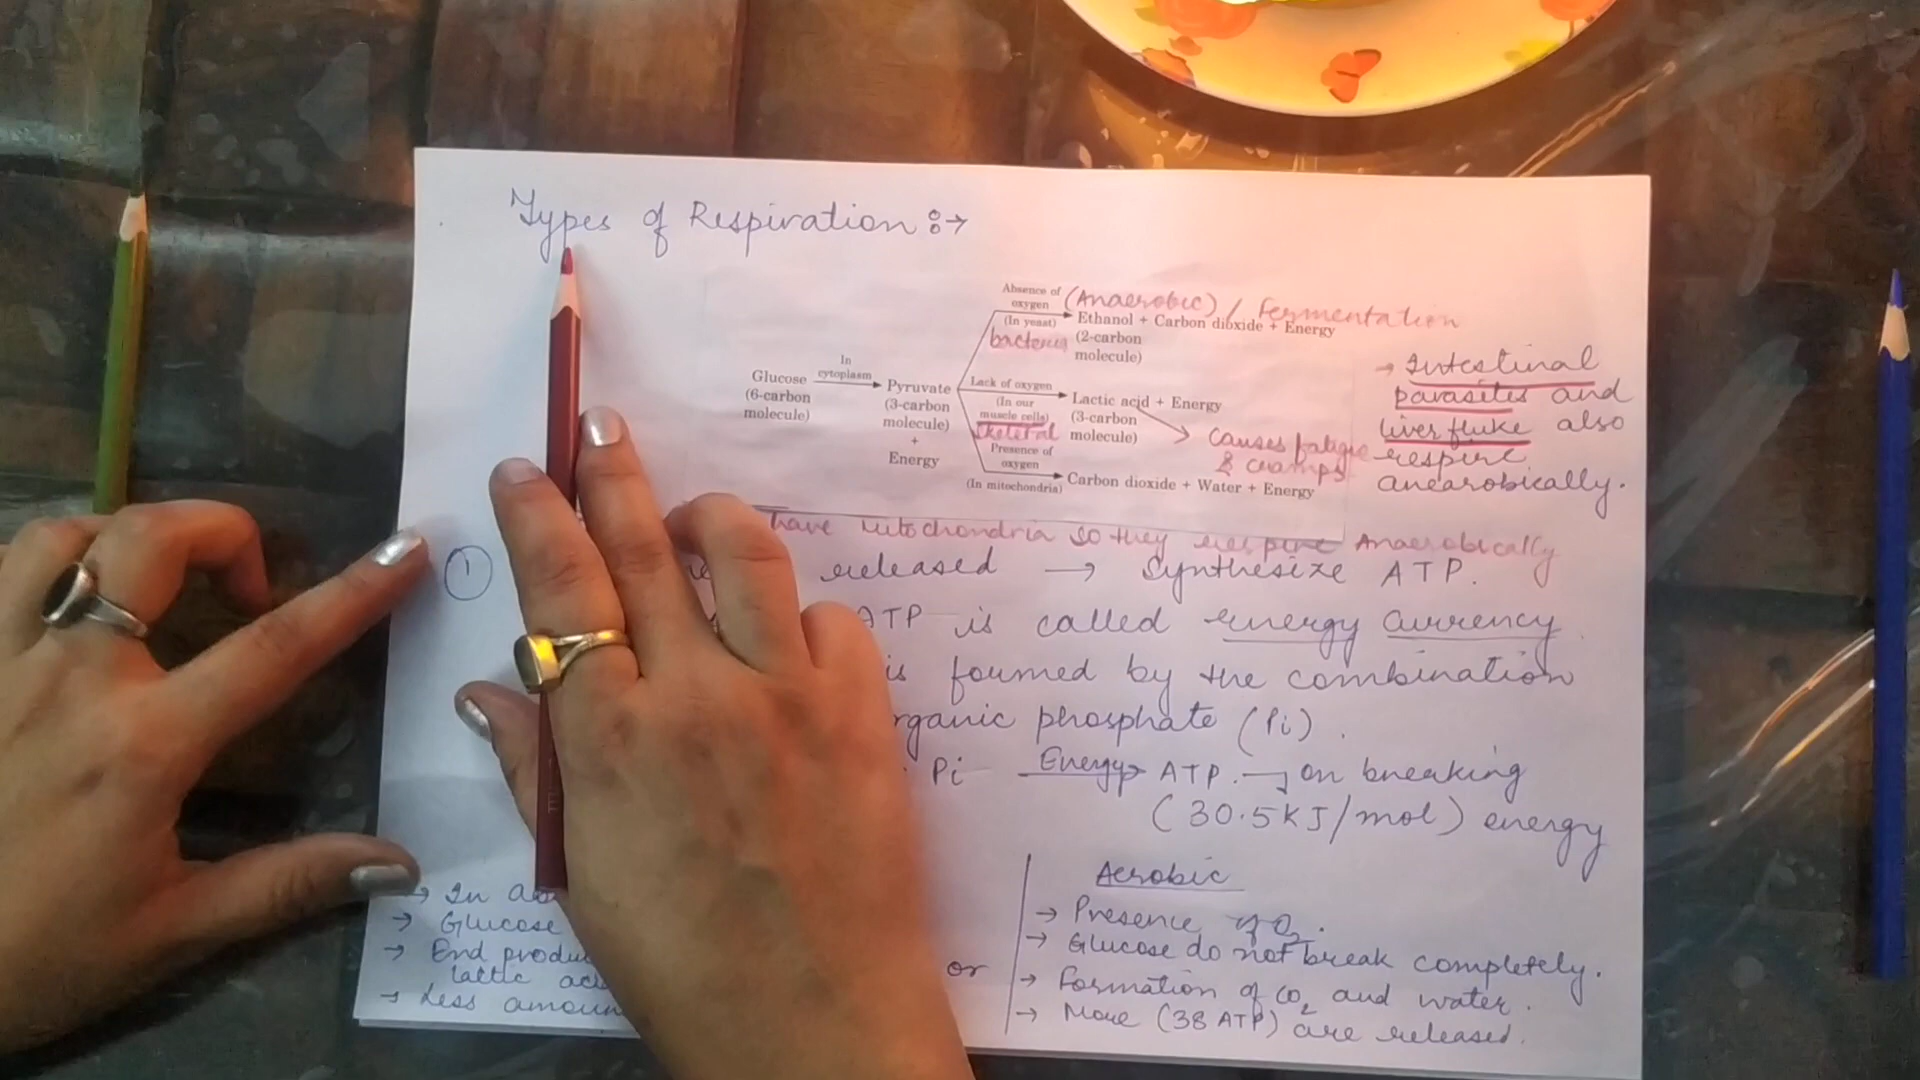 Types of Respiration :→
Absence of
oxygen (Anaerobic) / Fermentation
(In yeast) Ethanol + Carbon dioxide + Energy
bacteria (2-carbon
molecule)
In
cytoplasm
Glucose
(6-carbon
molecule)
Pyruvate
(3-carbon
molecule)
+
Energy
Lack of oxygen
(In our
muscle cells)
skeletal
Lactic acid + Energy
(3-carbon
molecule)
causes fatigue
& cramps
Presence of
oxygen
(In mitochondria) Carbon dioxide + Water + Energy
→ Intestinal
parasites and
liver fluke also
respire
anearobically.
have mitochondria so they respire Anaerobically
1 released → Synthesize ATP.
ATP is called energy currency
is formed by the combination
phosphate (Pi).
Pi Energy→ ATP. → on breaking
(30.5KJ/mol) energy
→ In
→ Glucose
→ End
lactic
→ Less
or
Aerobic
→ Presence of O2.
→ Glucose do not break completely.
→ Formation of CO2 and water.
→ More (38 ATP) are released.